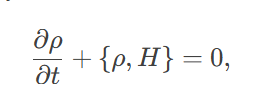 ∂ρ/∂t + {ρ, H} = 0,